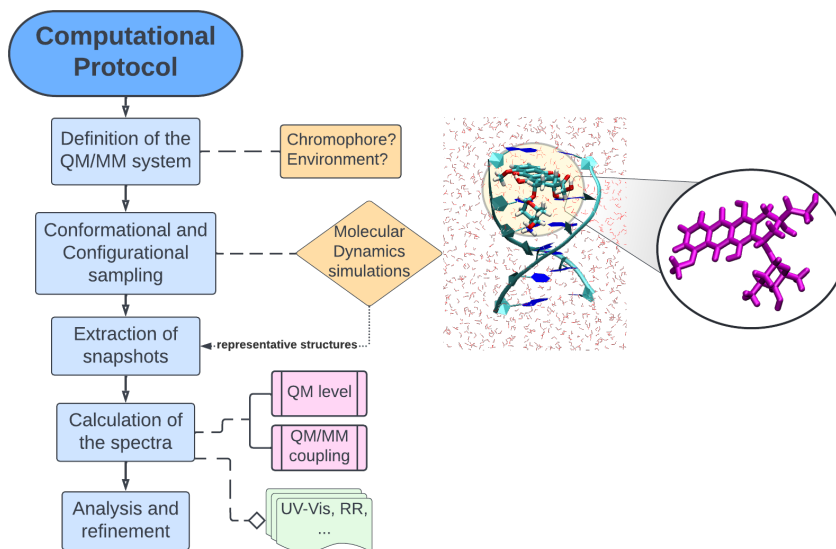 Computational
Protocol
Definition of the
QM/MM system
Chromophore?
Environment?
Conformational and
Configurational
sampling
Molecular
Dynamics
simulations
Extraction of
snapshots
representative structures
Calculation of
the spectra
QM level
QM/MM
coupling
Analysis and
refinement
UV-Vis, RR,
...